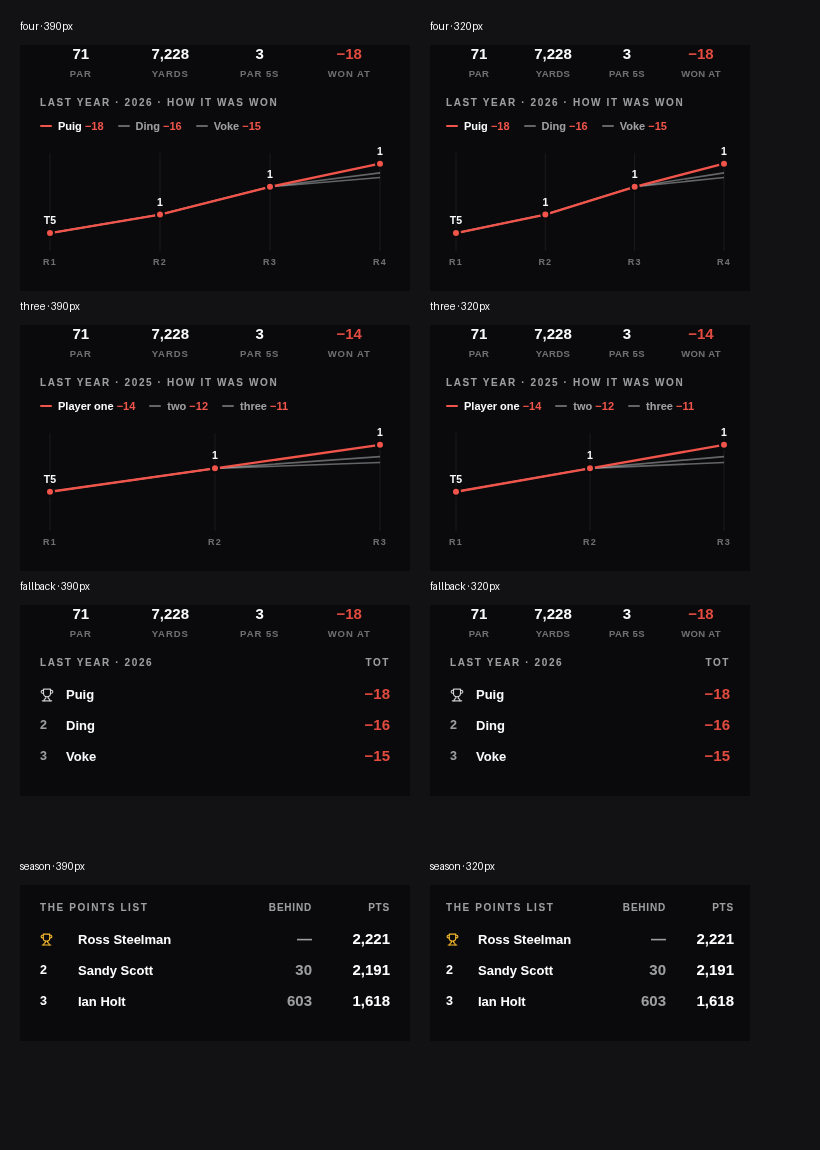 four·390px
71 7,228 3 −18
PAR YARDS PAR 5S WON AT
LAST YEAR · 2026 · HOW IT WAS WON
Puig −18 Ding −16 Voke −15
1
1
1
T5
R1 R2 R3 R4
four·320px
71 7,228 3 −18
PAR YARDS PAR 5S WON AT
LAST YEAR · 2026 · HOW IT WAS WON
Puig −18 Ding −16 Voke −15
1
1
1
T5
R1 R2 R3 R4
three·390px
71 7,228 3 −14
PAR YARDS PAR 5S WON AT
LAST YEAR · 2025 · HOW IT WAS WON
Player one −14 two −12 three −11
1
1
T5
R1 R2 R3
three·320px
71 7,228 3 −14
PAR YARDS PAR 5S WON AT
LAST YEAR · 2025 · HOW IT WAS WON
Player one −14 two −12 three −11
1
1
T5
R1 R2 R3
fallback·390px
71 7,228 3 −18
PAR YARDS PAR 5S WON AT
LAST YEAR · 2026 TOT
Puig −18
2 Ding −16
3 Voke −15
fallback·320px
71 7,228 3 −18
PAR YARDS PAR 5S WON AT
LAST YEAR · 2026 TOT
Puig −18
2 Ding −16
3 Voke −15
season·390px
THE POINTS LIST BEHIND PTS
Ross Steelman — 2,221
2 Sandy Scott 30 2,191
3 Ian Holt 603 1,618
season·320px
THE POINTS LIST BEHIND PTS
Ross Steelman — 2,221
2 Sandy Scott 30 2,191
3 Ian Holt 603 1,618